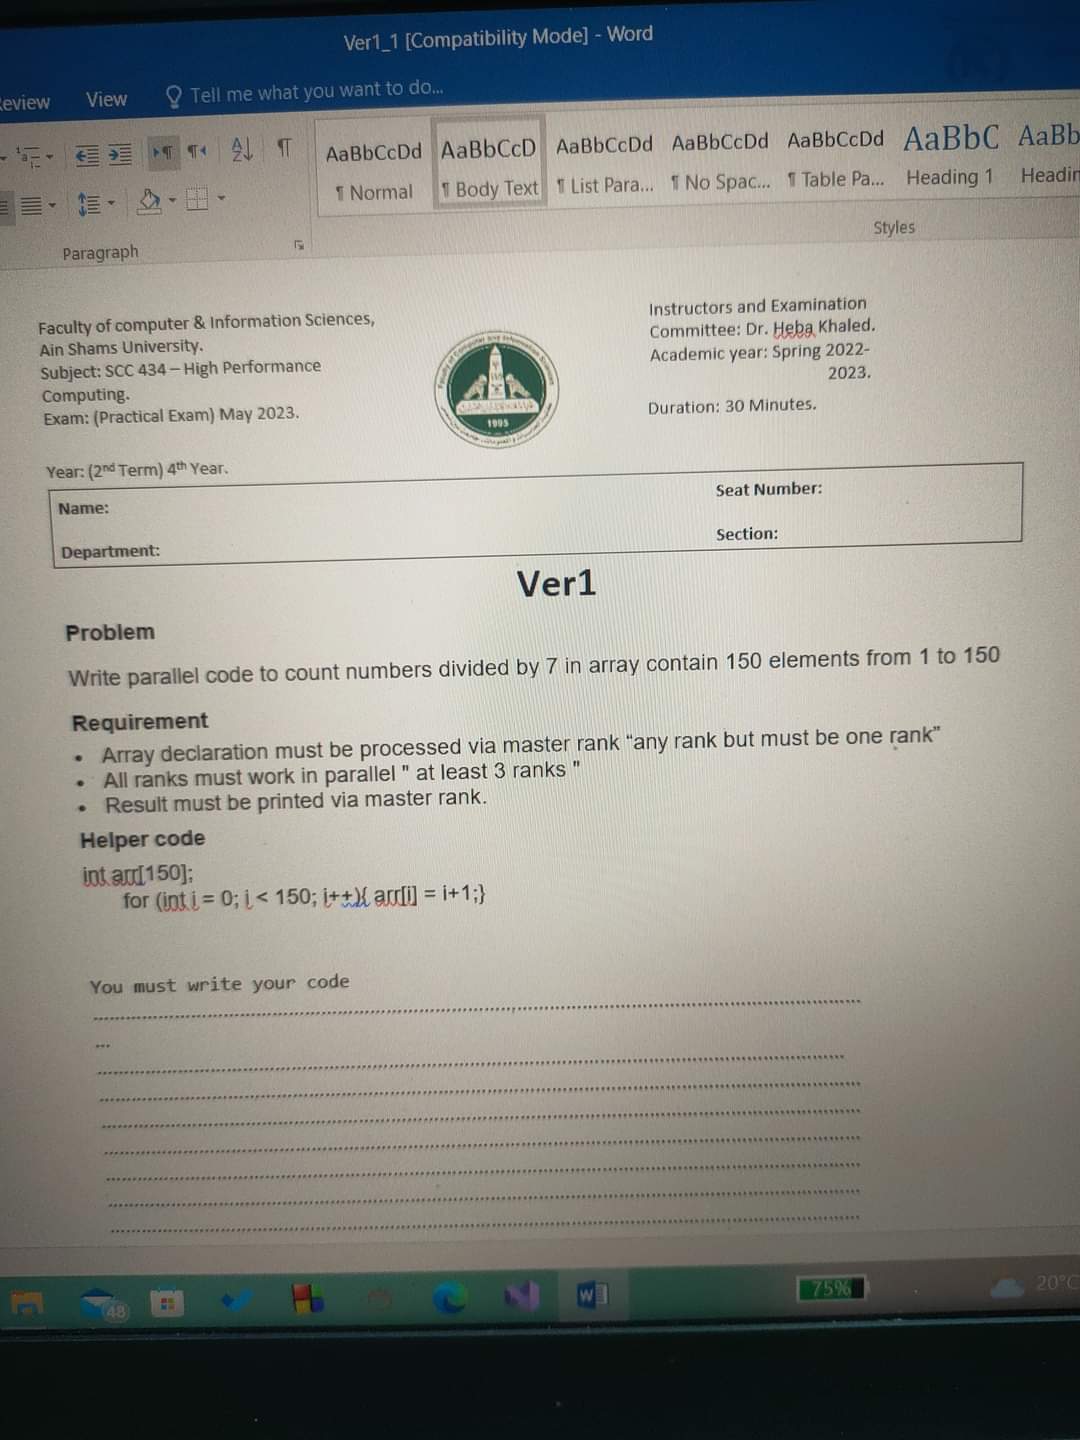 Ver1_1 [Compatibility Mode] - Word
Review View Tell me what you want to do...
AaBbCcDd AaBbCcD AaBbCcDd AaBbCcDd AaBbCcDd AaBbC AaBb
¶ Normal ¶ Body Text ¶ List Para... ¶ No Spac... ¶ Table Pa... Heading 1 Headin
Paragraph
Styles
Faculty of computer & Information Sciences,
Ain Shams University.
Subject: SCC 434 – High Performance
Computing.
Exam: (Practical Exam) May 2023.
Year: (2nd Term) 4th Year.
1995
Instructors and Examination
Committee: Dr. Heba Khaled.
Academic year: Spring 2022-
2023.
Duration: 30 Minutes.
Name:
Seat Number:
Department:
Section:
Ver1
Problem
Write parallel code to count numbers divided by 7 in array contain 150 elements from 1 to 150
Requirement
• Array declaration must be processed via master rank “any rank but must be one rank”
• All ranks must work in parallel " at least 3 ranks "
• Result must be printed via master rank.
Helper code
int arr[150];
for (int i = 0; i < 150; i++){ arr[i] = i+1;}
You must write your code
48
75%
20°C